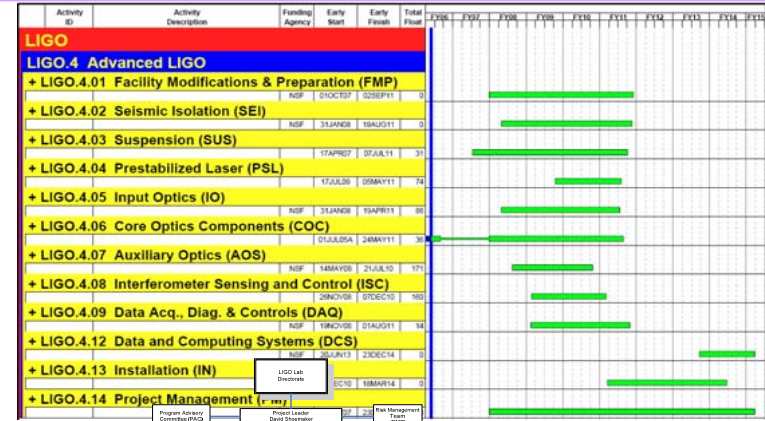 Activity ID Activity Description Funding Agency Early Start Early Finish Total Float FY06 FY07 FY08 FY09 FY10 FY11 FY12 FY13 FY14 FY15
LIGO
LIGO.4 Advanced LIGO
+ LIGO.4.01 Facility Modifications & Preparation (FMP)
NSF 01OCT07 02SEP11 0
+ LIGO.4.02 Seismic Isolation (SEI)
NSF 31JAN08 19AUG11 0
+ LIGO.4.03 Suspension (SUS)
17APR07 07JUL11 31
+ LIGO.4.04 Prestabilized Laser (PSL)
17JUL09 05MAY11 74
+ LIGO.4.05 Input Optics (IO)
NSF 31JAN08 19APR11 86
+ LIGO.4.06 Core Optics Components (COC)
01JUL05A 24MAY11 36
+ LIGO.4.07 Auxiliary Optics (AOS)
NSF 14MAY08 21JUL10 171
+ LIGO.4.08 Interferometer Sensing and Control (ISC)
26NOV08 07DEC10 160
+ LIGO.4.09 Data Acq., Diag. & Controls (DAQ)
NSF 19NOV08 01AUG11 14
+ LIGO.4.12 Data and Computing Systems (DCS)
NSF 20JUN13 23DEC14 0
+ LIGO.4.13 Installation (IN)
EC10 18MAR14 0
LIGO Lab
Directorate
+ LIGO.4.14 Project Management (PM)
Program Advisory
Committee (PAC)
Project Leader
David Shoemaker
Risk Management
Team